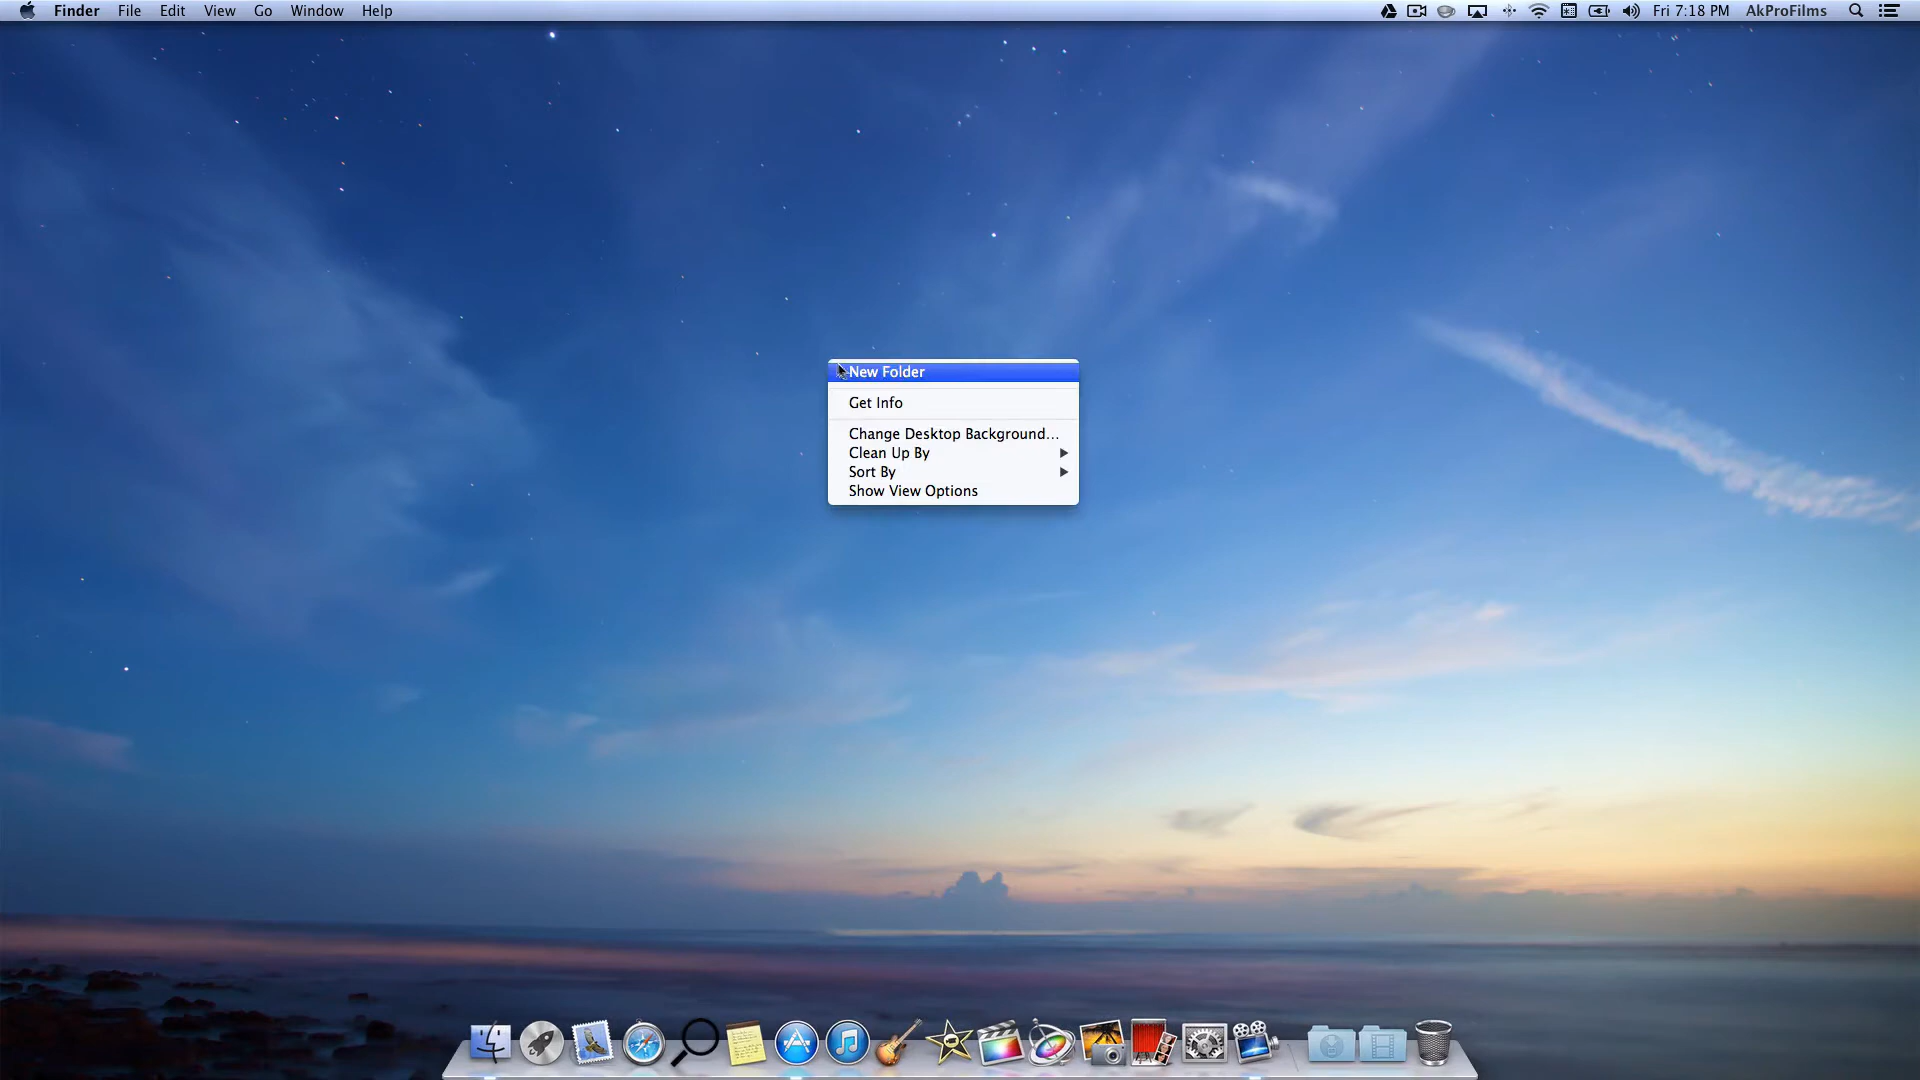 Finder File Edit View Go Window Help Fri 7:18 PM AkProFilms
New Folder
Get Info
Change Desktop Background...
Clean Up By
Sort By
Show View Options